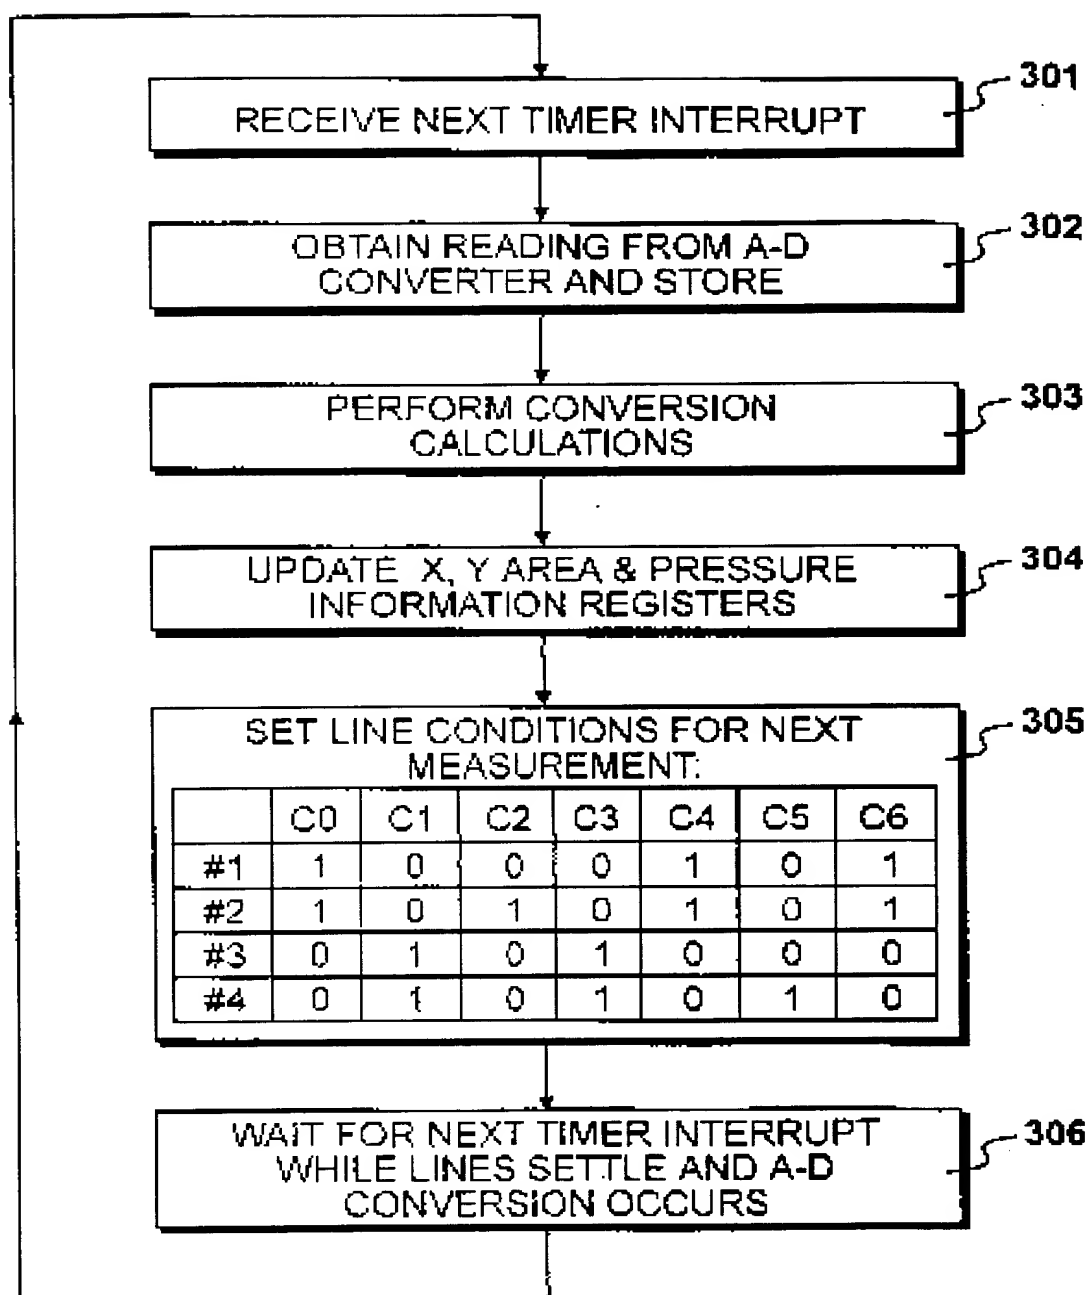 301
RECEIVE NEXT TIMER INTERRUPT
302
OBTAIN READING FROM A-D
CONVERTER AND STORE
303
PERFORM CONVERSION
CALCULATIONS
304
UPDATE X, Y AREA & PRESSURE
INFORMATION REGISTERS
305
SET LINE CONDITIONS FOR NEXT
MEASUREMENT:
C0 C1 C2 C3 C4 C5 C6
#1 1 0 0 0 1 0 1
#2 1 0 1 0 1 0 1
#3 0 1 0 1 0 0 0
#4 0 1 0 1 0 1 0
306
WAIT FOR NEXT TIMER INTERRUPT
WHILE LINES SETTLE AND A-D
CONVERSION OCCURS